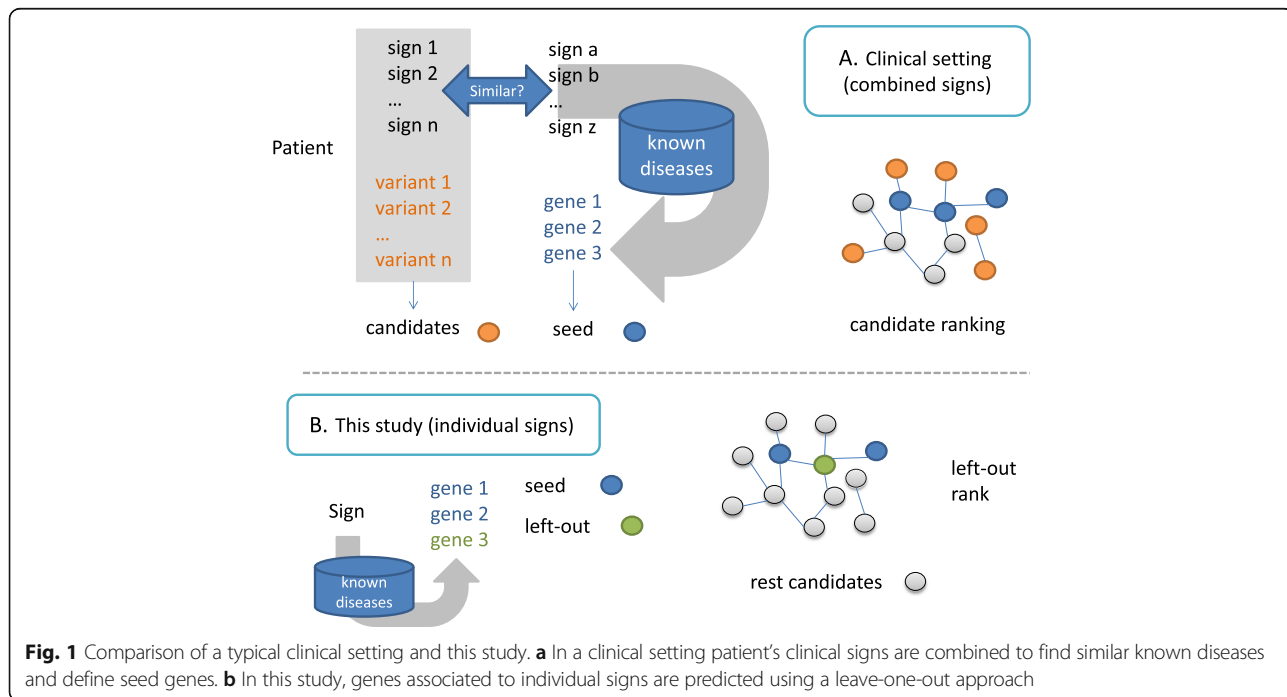 sign 1
sign 2
...
sign n
Patient
variant 1
variant 2
...
variant n
candidates
Similar?
sign a
sign b
...
sign z
known
diseases
gene 1
gene 2
gene 3
seed
A. Clinical setting
(combined signs)
candidate ranking
B. This study (individual signs)
Sign
known
diseases
gene 1
gene 2
gene 3
seed
left-out
left-out
rank
rest candidates
Fig. 1 Comparison of a typical clinical setting and this study. a In a clinical setting patient's clinical signs are combined to find similar known diseases
and define seed genes. b In this study, genes associated to individual signs are predicted using a leave-one-out approach